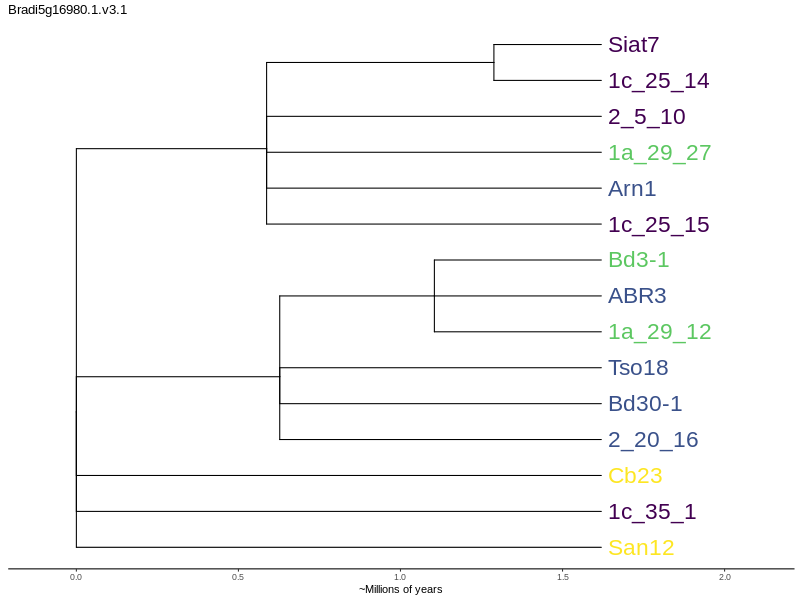 Bradi5g16980.1.v3.1
Siat7
1c_25_14
2_5_10
1a_29_27
Arn1
1c_25_15
Bd3-1
ABR3
1a_29_12
Tso18
Bd30-1
2_20_16
Cb23
1c_35_1
San12
0.0 0.5 1.0 1.5 2.0
~Millions of years